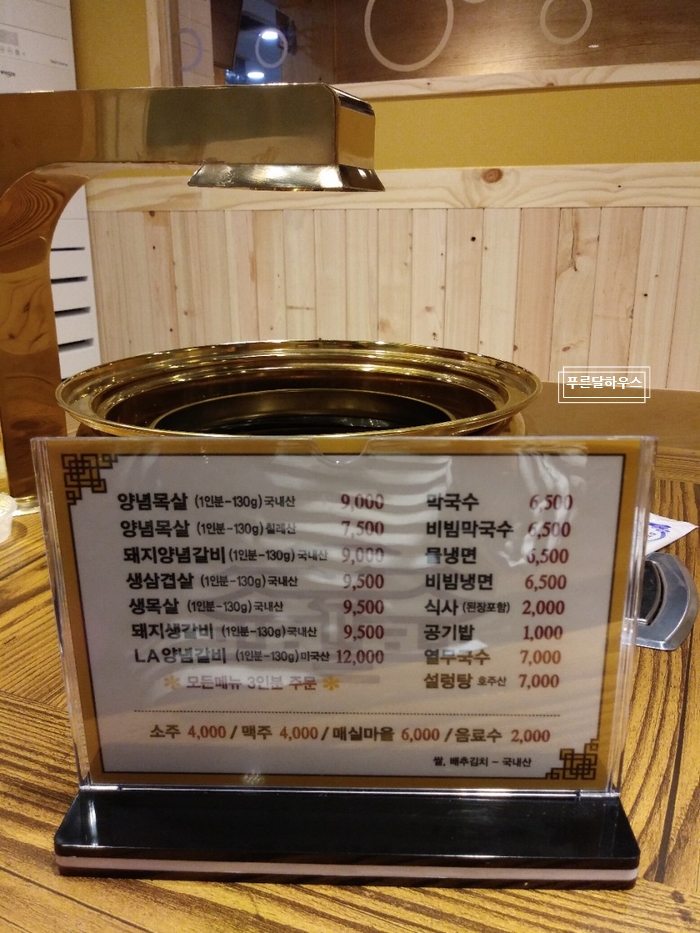 푸른달하우스
양념목살 (1인분-130g)국내산 9,000
양념목살 (1인분-130g)칠레산 7,500
돼지양념갈비 (1인분-130g)국내산 9,000
생삼겹살 (1인분-130g)국내산 9,500
생목살 (1인분-130g)국내산 9,500
돼지생갈비 (1인분-130g)국내산 9,500
LA양념갈비 (1인분-130g)미국산 12,000
※ 모든메뉴 3인분 주문 ※
막국수 6,500
비빔막국수 6,500
물냉면 6,500
비빔냉면 6,500
식사 (된장포함) 2,000
공기밥 1,000
열무국수 7,000
설렁탕 호주산 7,000
소주 4,000 / 맥주 4,000 / 매실마을 6,000 / 음료수 2,000
쌀, 배추김치 - 국내산